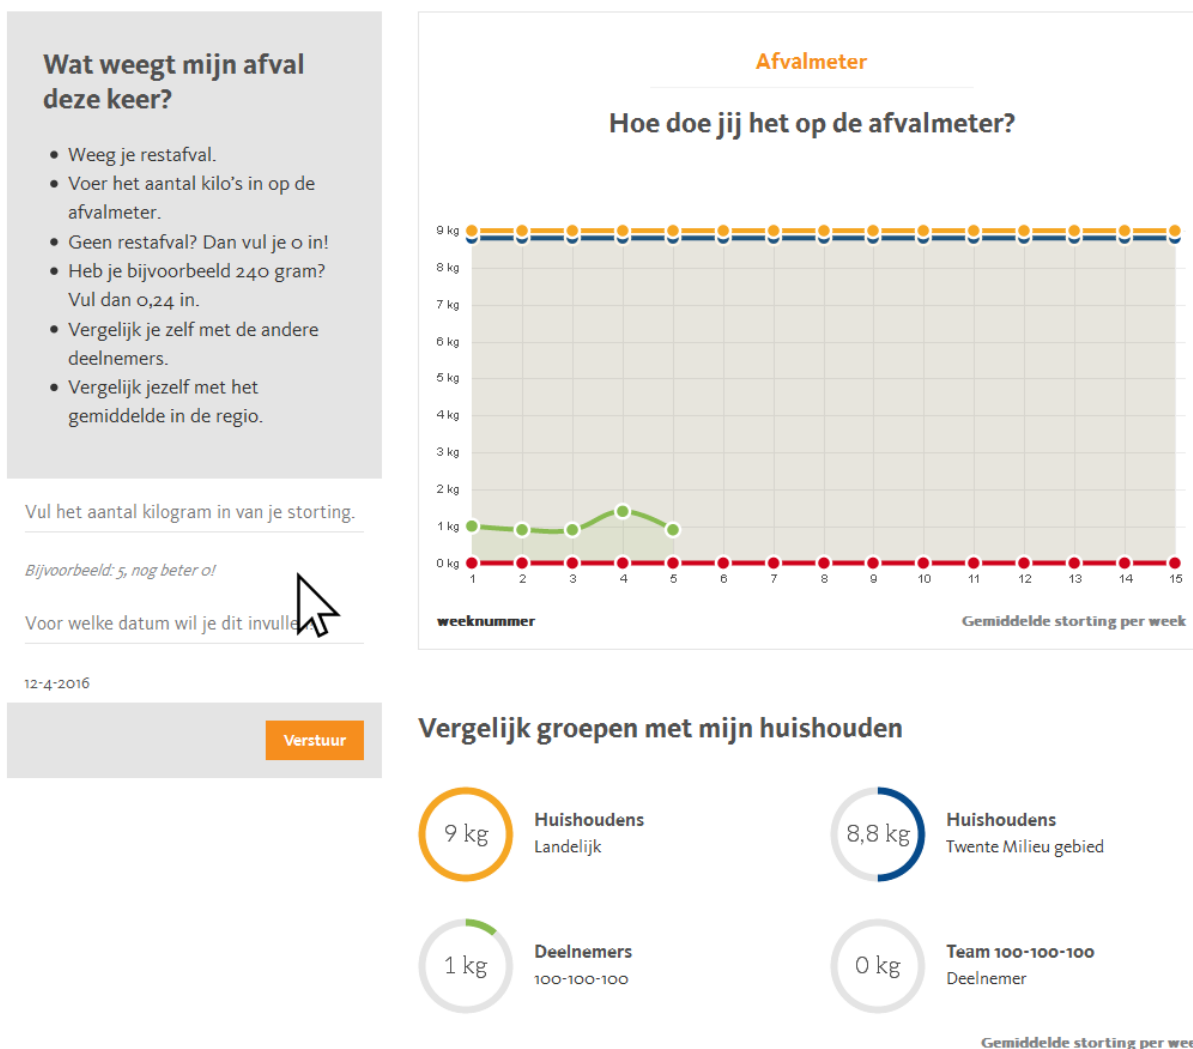 Wat weegt mijn afval
deze keer?
Weeg je restafval.
Voer het aantal kilo's in op de
afvalmeter.
Geen restafval? Dan vul je 0 in!
Heb je bijvoorbeeld 240 gram?
Vul dan 0,24 in.
Vergelijk je zelf met de andere
deelnemers.
Vergelijk jezelf met het
gemiddelde in de regio.
Vul het aantal kilogram in van je storting.
Bijvoorbeeld: 5, nog beter 0!
Voor welke datum wil je dit
12-4-2016
Verstuur
Afvalmeter
Hoe doe jij het op de afvalmeter?
9 kg
8 kg
7 kg
6 kg
5 kg
4 kg
3 kg
2 kg
1 kg
0 kg
1 2 3 4 5 6 7 8 9 10 11 12 13 14 15
weeknummer
Gemiddelde storting per week
Vergelijk groepen met mijn huishouden
9 kg
Huishoudens
Landelijk
8,8 kg
Huishoudens
Twente Milieu gebied
1 kg
Deelnemers
100-100-100
0 kg
Team 100-100-100
Deelnemer
Gemiddelde storting per